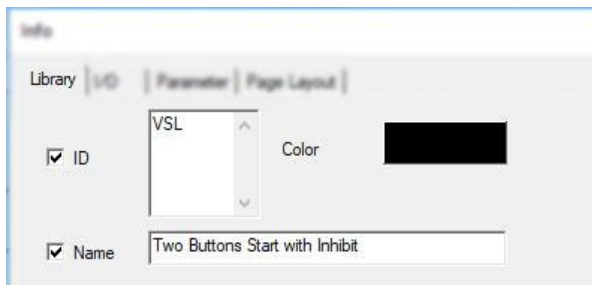 Info
Library I/O Parameter Page Layout
VSL
ID Color
Name Two Buttons Start with Inhibit